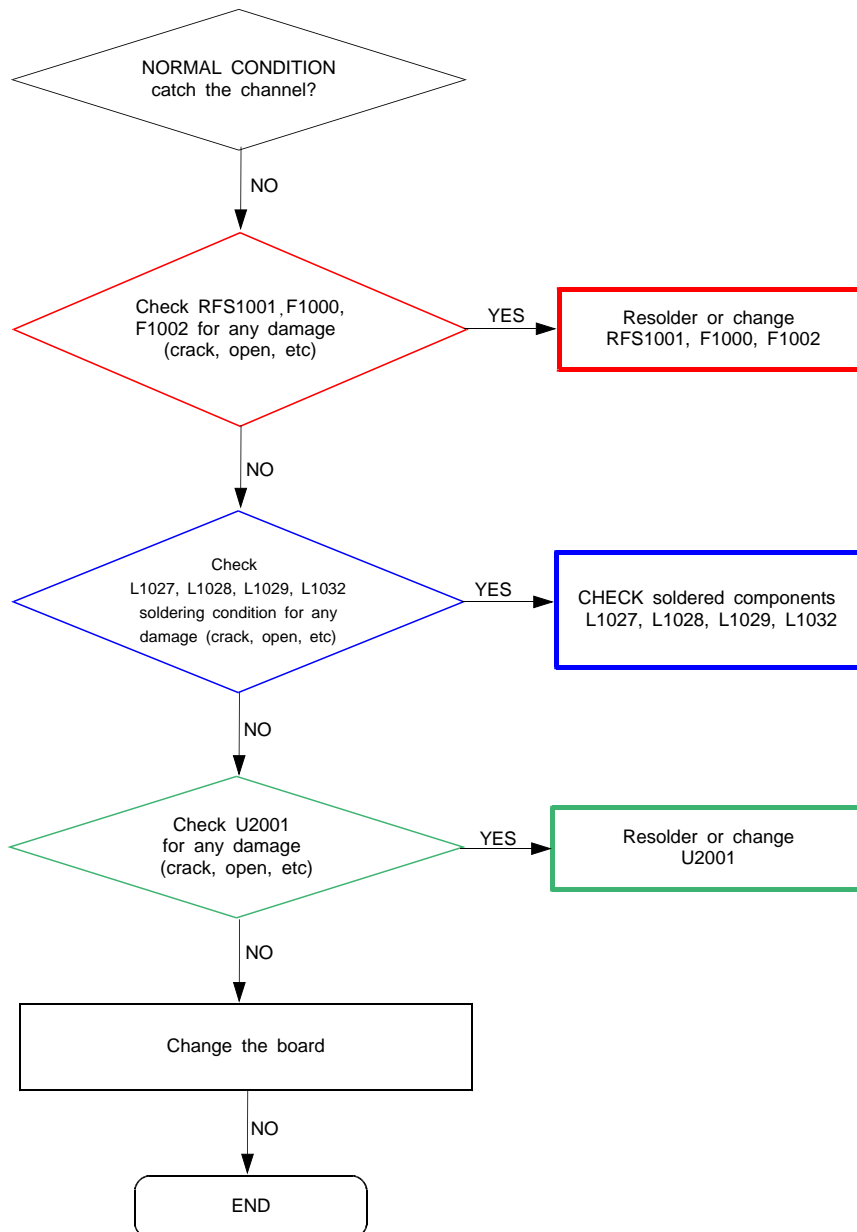 NORMAL CONDITION
catch the channel?
NO
Check RFS1001, F1000,
F1002 for any damage
(crack, open, etc)
YES
Resolder or change
RFS1001, F1000, F1002
NO
Check
L1027, L1028, L1029, L1032
soldering condition for any
damage (crack, open, etc)
YES
CHECK soldered components
L1027, L1028, L1029, L1032
NO
Check U2001
for any damage
(crack, open, etc)
YES
Resolder or change
U2001
NO
Change the board
NO
END